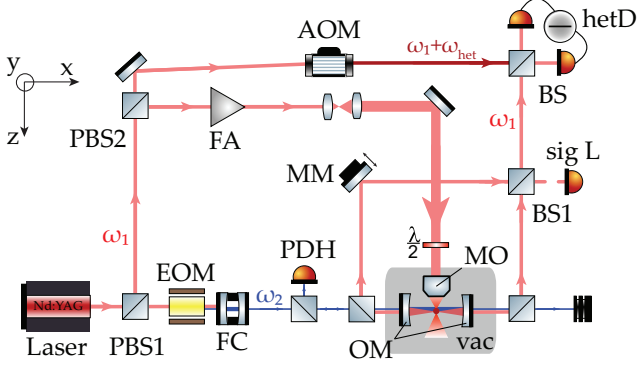 AOM
ω₁+ω_het
hetD
y
x
z
PBS2
FA
BS
ω₁
MM
sig L
BS1
λ/2
MO
ω₁
PDH
EOM
ω₂
Nd:YAG
Laser
PBS1
FC
OM
vac